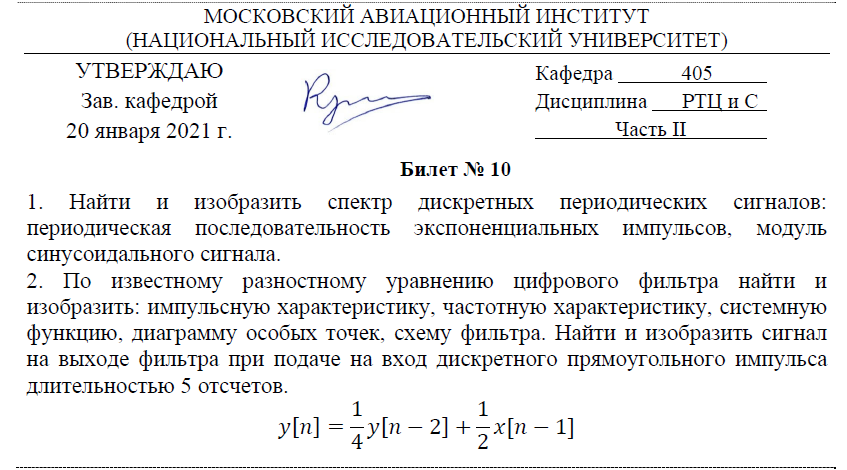 МОСКОВСКИЙ АВИАЦИОННЫЙ ИНСТИТУТ
(НАЦИОНАЛЬНЫЙ ИССЛЕДОВАТЕЛЬСКИЙ УНИВЕРСИТЕТ)
УТВЕРЖДАЮ
Зав. кафедрой
20 января 2021 г.
Кафедра 405
Дисциплина РТЦ и С
Часть II
Билет № 10
1. Найти и изобразить спектр дискретных периодических сигналов:
периодическая последовательность экспоненциальных импульсов, модуль
синусоидального сигнала.
2. По известному разностному уравнению цифрового фильтра найти и
изобразить: импульсную характеристику, частотную характеристику, системную
функцию, диаграмму особых точек, схему фильтра. Найти и изобразить сигнал
на выходе фильтра при подаче на вход дискретного прямоугольного импульса
длительностью 5 отсчетов.
y[n] = 1/4 y[n − 2] + 1/2 x[n − 1]